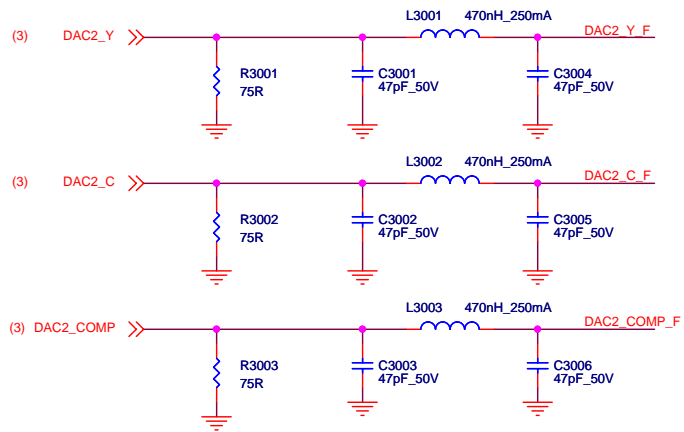 L3001 470nH_250mA
(3) DAC2_Y DAC2_Y_F
R3001 C3001 C3004
75R 47pF_50V 47pF_50V
L3002 470nH_250mA
(3) DAC2_C DAC2_C_F
R3002 C3002 C3005
75R 47pF_50V 47pF_50V
L3003 470nH_250mA
(3) DAC2_COMP DAC2_COMP_F
R3003 C3003 C3006
75R 47pF_50V 47pF_50V